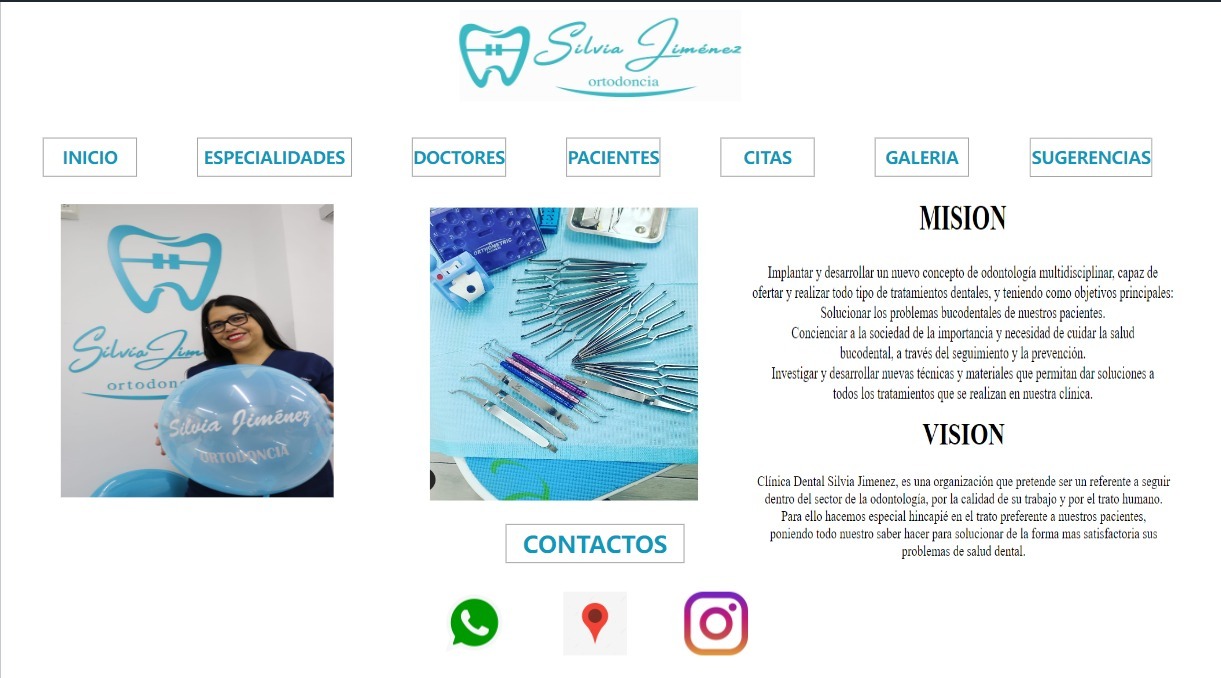 Silvia Jiménez
ortodoncia
INICIO
ESPECIALIDADES
DOCTORES
PACIENTES
CITAS
GALERIA
SUGERENCIAS
Silvia Jim
ortodonc
Silvia Jiménez
ORTODONCIA
ORTHOMETRIC
MISION
Implantar y desarrollar un nuevo concepto de odontología multidisciplinar, capaz de
ofertar y realizar todo tipo de tratamientos dentales, y teniendo como objetivos principales:
Solucionar los problemas bucodentales de nuestros pacientes.
Concienciar a la sociedad de la importancia y necesidad de cuidar la salud
bucodental, a través del seguimiento y la prevención.
Investigar y desarrollar nuevas técnicas y materiales que permitan dar soluciones a
todos los tratamientos que se realizan en nuestra clínica.
VISION
Clínica Dental Silvia Jimenez, es una organización que pretende ser un referente a seguir
dentro del sector de la odontología, por la calidad de su trabajo y por el trato humano.
Para ello hacemos especial hincapié en el trato preferente a nuestros pacientes,
poniendo todo nuestro saber hacer para solucionar de la forma mas satisfactoria sus
problemas de salud dental.
CONTACTOS